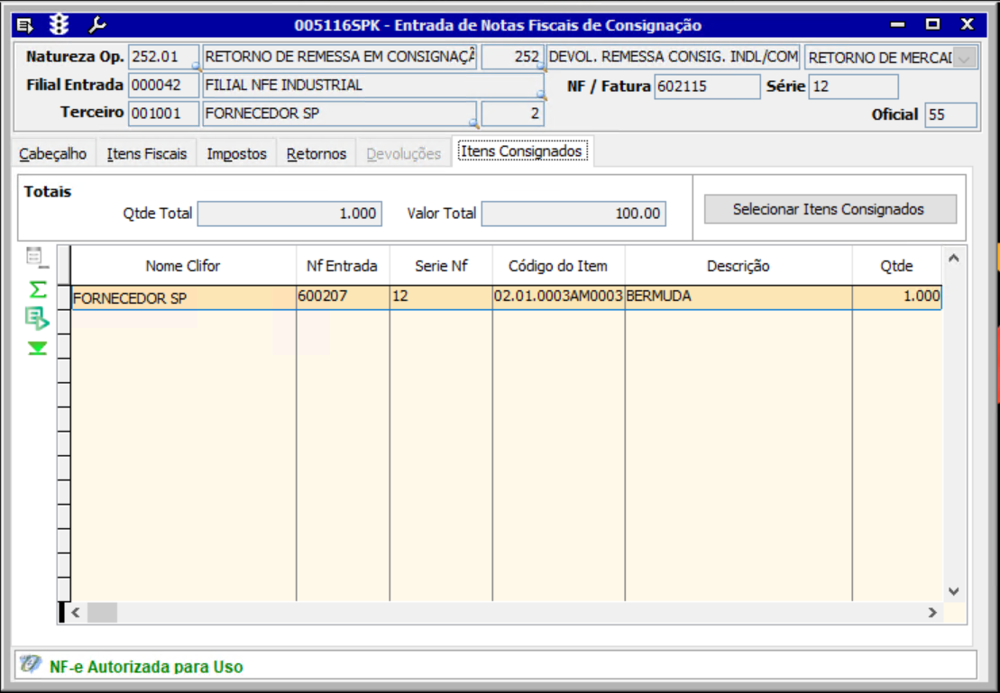 005116SPK - Entrada de Notas Fiscais de Consignação
Natureza Op. 252.01 RETORNO DE REMESSA EM CONSIGNAÇÃ 252 DEVOL. REMESSA CONSIG. INDL/COM RETORNO DE MERCAD
Filial Entrada 000042 FILIAL NFE INDUSTRIAL NF / Fatura 602115 Série 12
Terceiro 001001 FORNECEDOR SP 2 Oficial 55
Cabeçalho Itens Fiscais Impostos Retornos Devoluções Itens Consignados
Totais
Qtde Total 1.000 Valor Total 100.00 Selecionar Itens Consignados
Nome Clifor Nf Entrada Serie Nf Código do Item Descrição Qtde
FORNECEDOR SP 600207 12 02.01.0003AM0003 BERMUDA 1.000
NF-e Autorizada para Uso